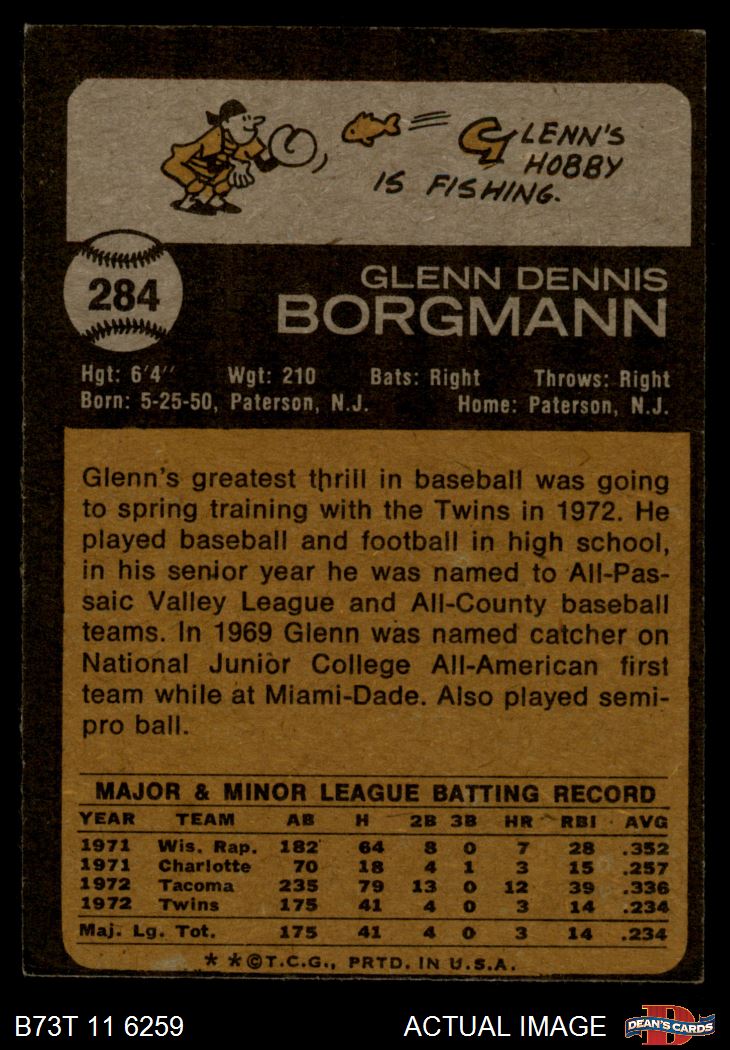 GLENN'S
HOBBY
IS FISHING.
284
GLENN DENNIS
BORGMANN
Hgt: 6'4" Wgt: 210 Bats: Right Throws: Right
Born: 5-25-50, Paterson, N.J. Home: Paterson, N.J.
Glenn's greatest thrill in baseball was going
to spring training with the Twins in 1972. He
played baseball and football in high school,
in his senior year he was named to All-Pas-
saic Valley League and All-County baseball
teams. In 1969 Glenn was named catcher on
National Junior College All-American first
team while at Miami-Dade. Also played semi-
pro ball.
MAJOR & MINOR LEAGUE BATTING RECORD
YEAR TEAM AB H 2B 3B HR RBI AVG
1971 Wis. Rap. 182 64 8 0 7 28 .352
1971 Charlotte 70 18 4 1 3 15 .257
1972 Tacoma 235 79 13 0 12 39 .336
1972 Twins 175 41 4 0 3 14 .234
Maj. Lg. Tot. 175 41 4 0 3 14 .234
* *©T.C.G., PRTD. IN U.S.A.
B73T 11 6259 ACTUAL IMAGE D DEAN'S CARDS